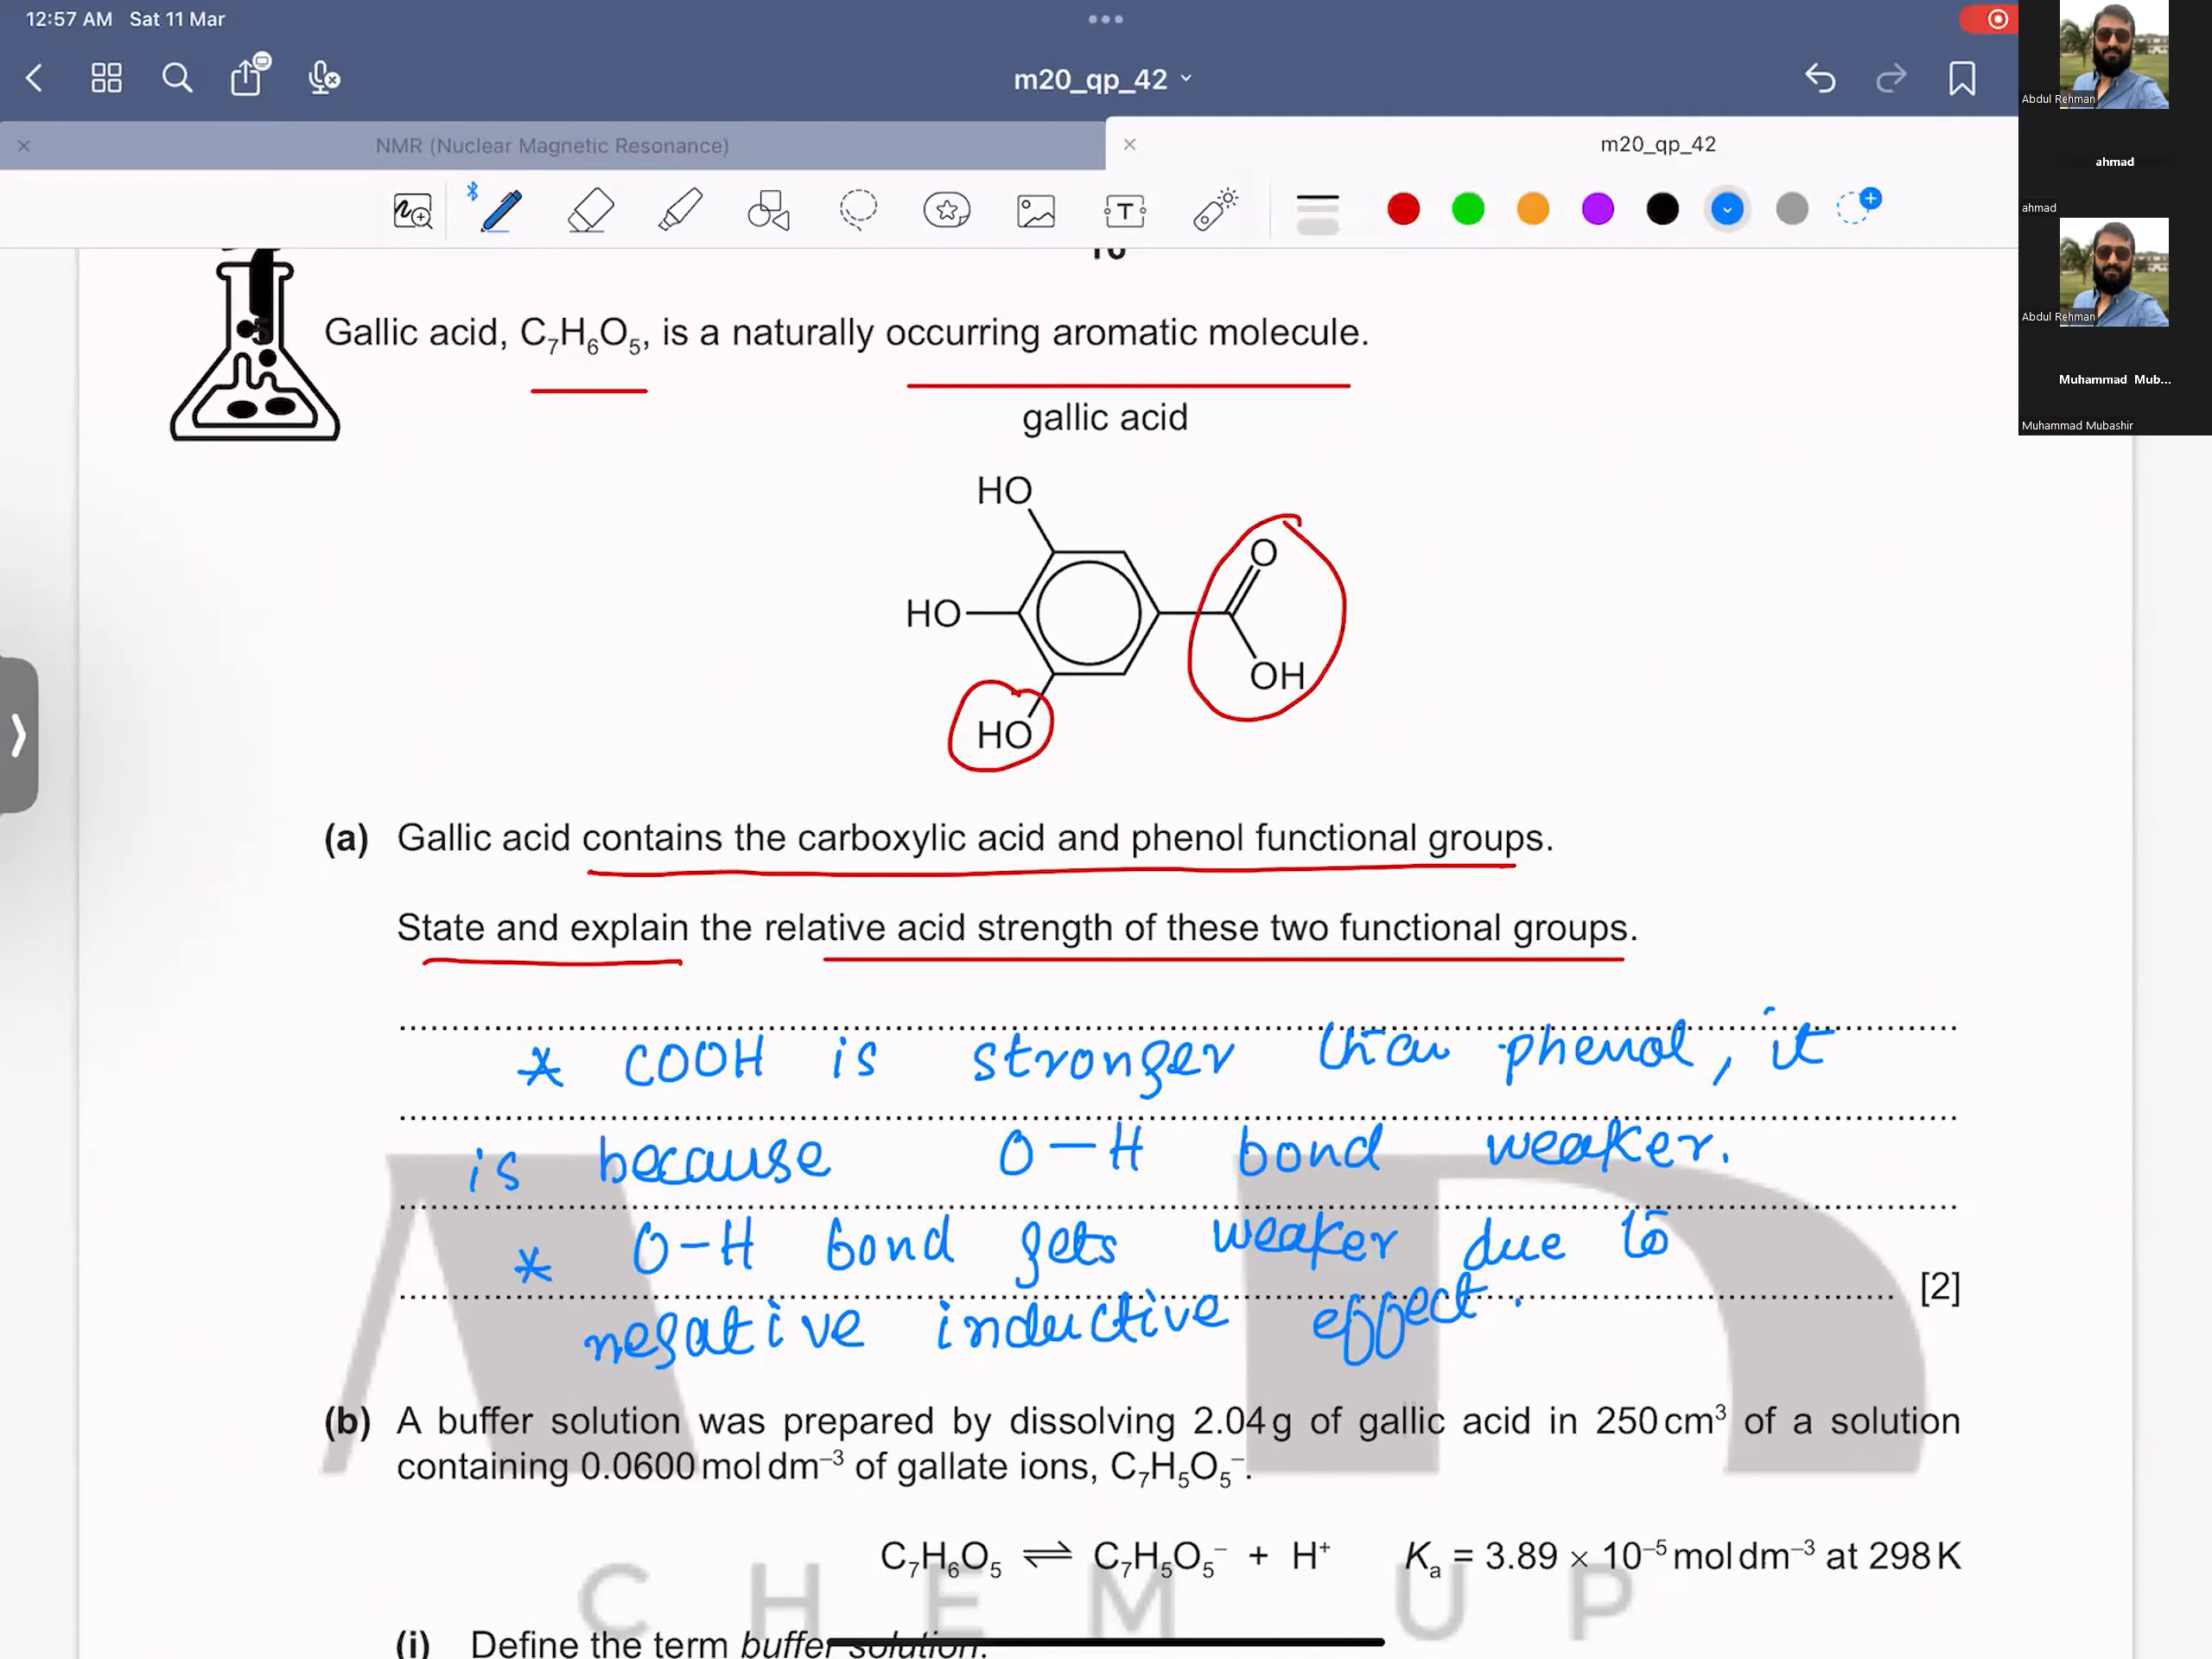 12:57 AM Sat 11 Mar
m20_qp_42
NMR (Nuclear Magnetic Resonance)
m20_qp_42
T
Abdul Rehman
ahmad
ahmad
Abdul Rehman
Muhammad Mub...
Muhammad Mubashir
5 Gallic acid, C₇H₆O₅, is a naturally occurring aromatic molecule.
gallic acid
HO
O
HO
OH
HO
(a) Gallic acid contains the carboxylic acid and phenol functional groups.
State and explain the relative acid strength of these two functional groups.
* COOH is stronger than phenol, it
is because O–H bond weaker.
* O–H bond gets weaker due to
[2]
negative inductive effect.
(b) A buffer solution was prepared by dissolving 2.04 g of gallic acid in 250 cm³ of a solution
containing 0.0600 mol dm⁻³ of gallate ions, C₇H₅O₅⁻.
C₇H₆O₅ ⇌ C₇H₅O₅⁻ + H⁺ Kₐ = 3.89 × 10⁻⁵ mol dm⁻³ at 298 K
CHEM UP
(i) Define the term buffer solution.